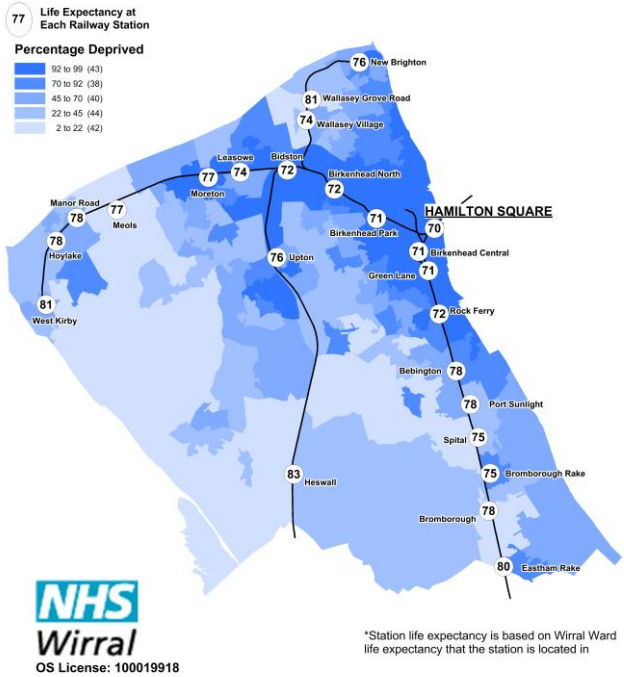 77
Life Expectancy at
Each Railway Station
Percentage Deprived
92 to 99 (43)
70 to 92 (38)
45 to 70 (40)
22 to 45 (44)
2 to 22 (42)
76 New Brighton
81 Wallasey Grove Road
74 Wallasey Village
Leasowe
74
Bidston
72
Birkenhead North
72
77
Moreton
Manor Road
78
77
Meols
78
Hoylake
81
West Kirby
71
Birkenhead Park
HAMILTON SQUARE
70
71 Birkenhead Central
Green Lane 71
76 Upton
72 Rock Ferry
Bebington 78
78 Port Sunlight
Spital 75
75 Bromborough Rake
83 Heswall
78
Bromborough
80 Eastham Rake
NHS
Wirral
OS License: 100019918
*Station life expectancy is based on Wirral Ward
life expectancy that the station is located in